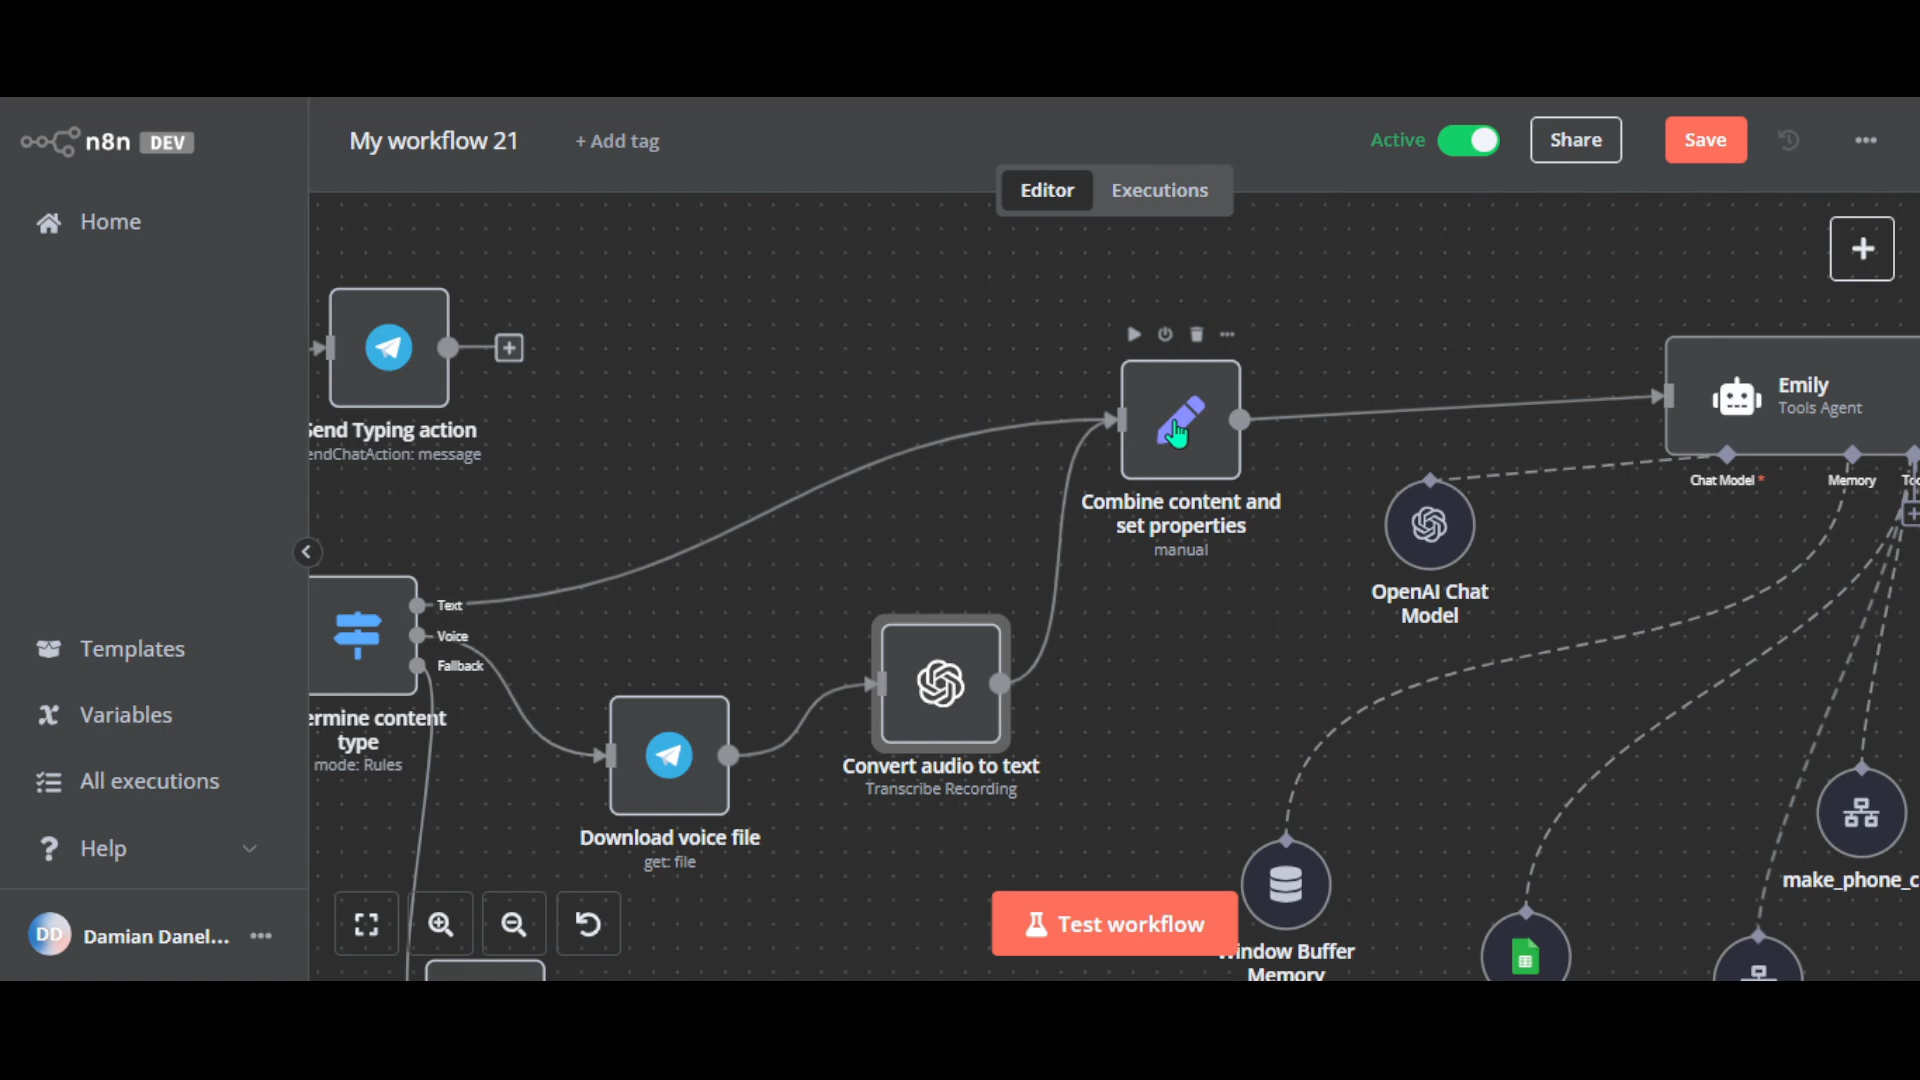 n8n DEV
My workflow 21
+ Add tag
Active
Share
Save
Editor
Executions
Home
Send Typing action
endChatAction: message
Emily
Tools Agent
Chat Model *
Memory
Combine content and
set properties
manual
OpenAI Chat
Model
Text
Voice
Fallback
ermine content
type
mode: Rules
Convert audio to text
Transcribe Recording
Download voice file
get: file
Templates
Variables
All executions
Help
DD
Damian Danel...
Test workflow
indow Buffer
Memory
make_phone_c